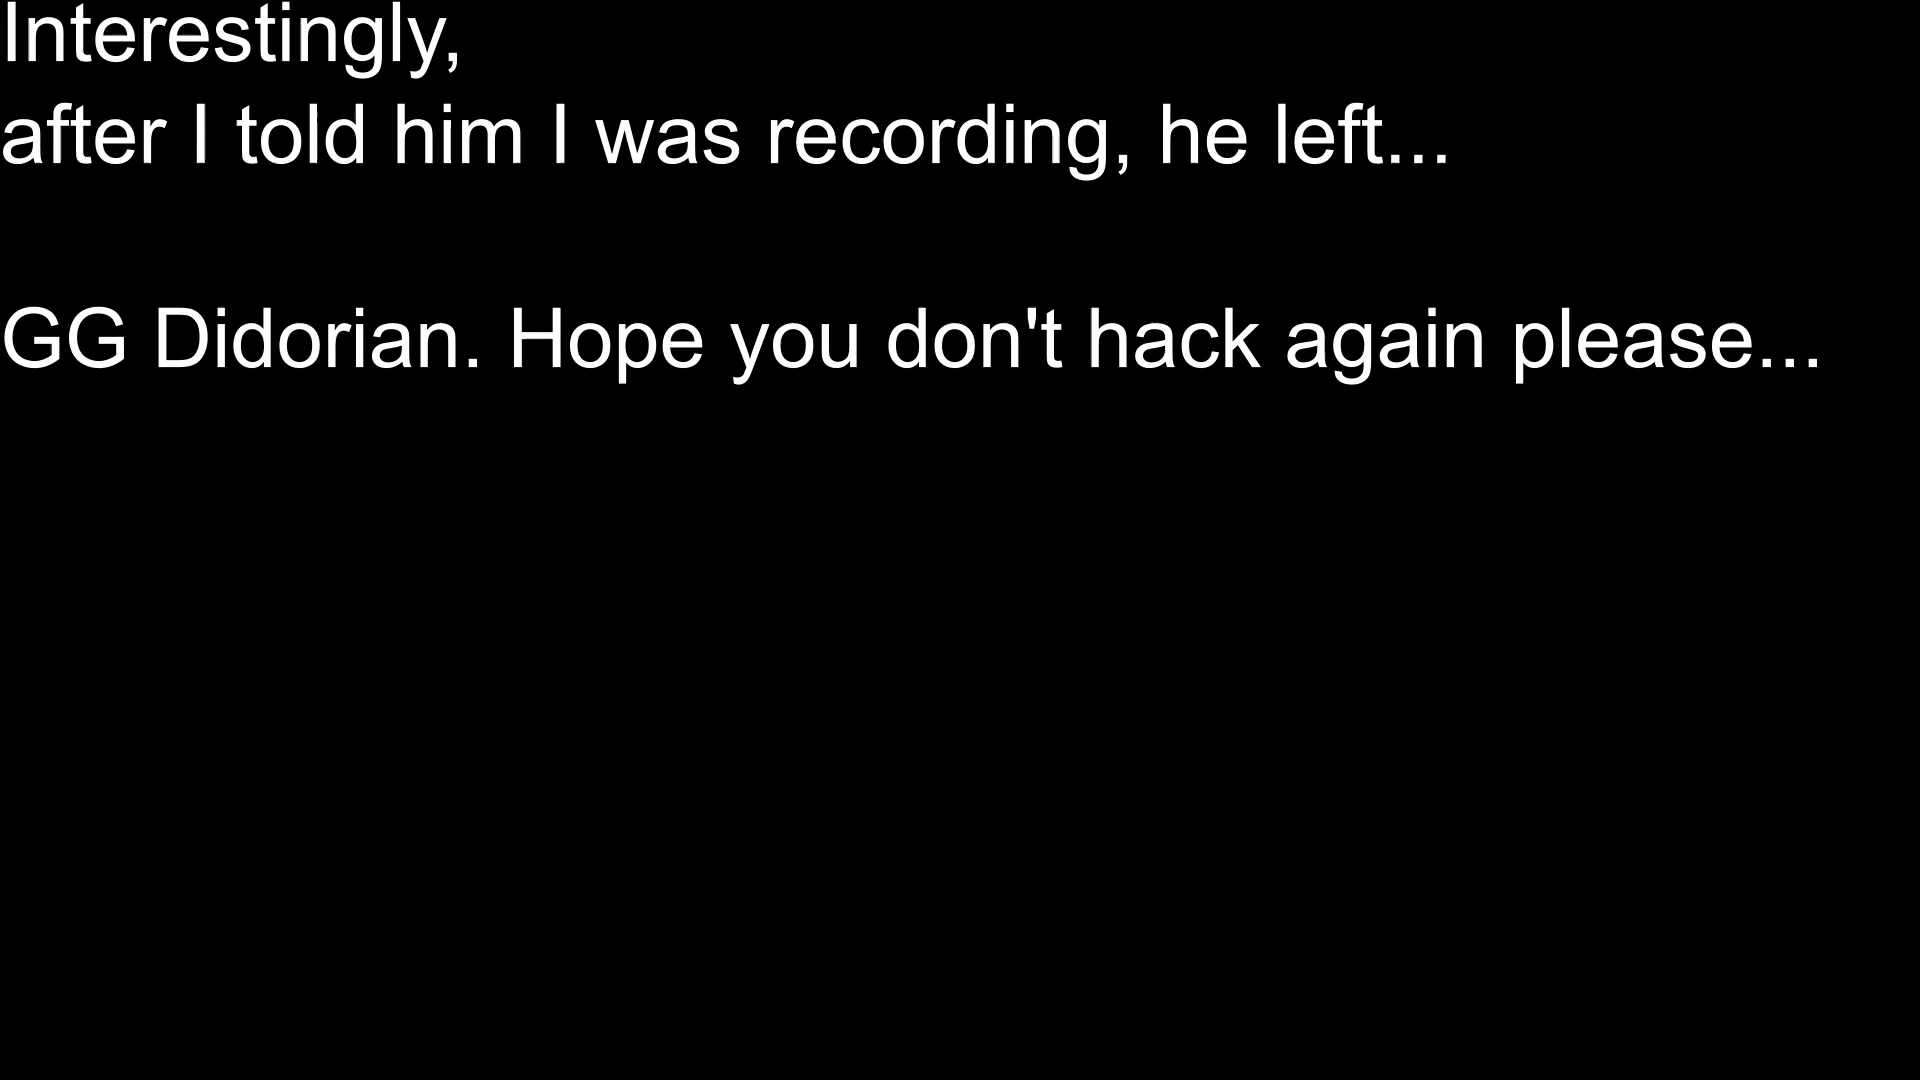 Interestingly,
after I told him I was recording, he left...
GG Didorian. Hope you don't hack again please...